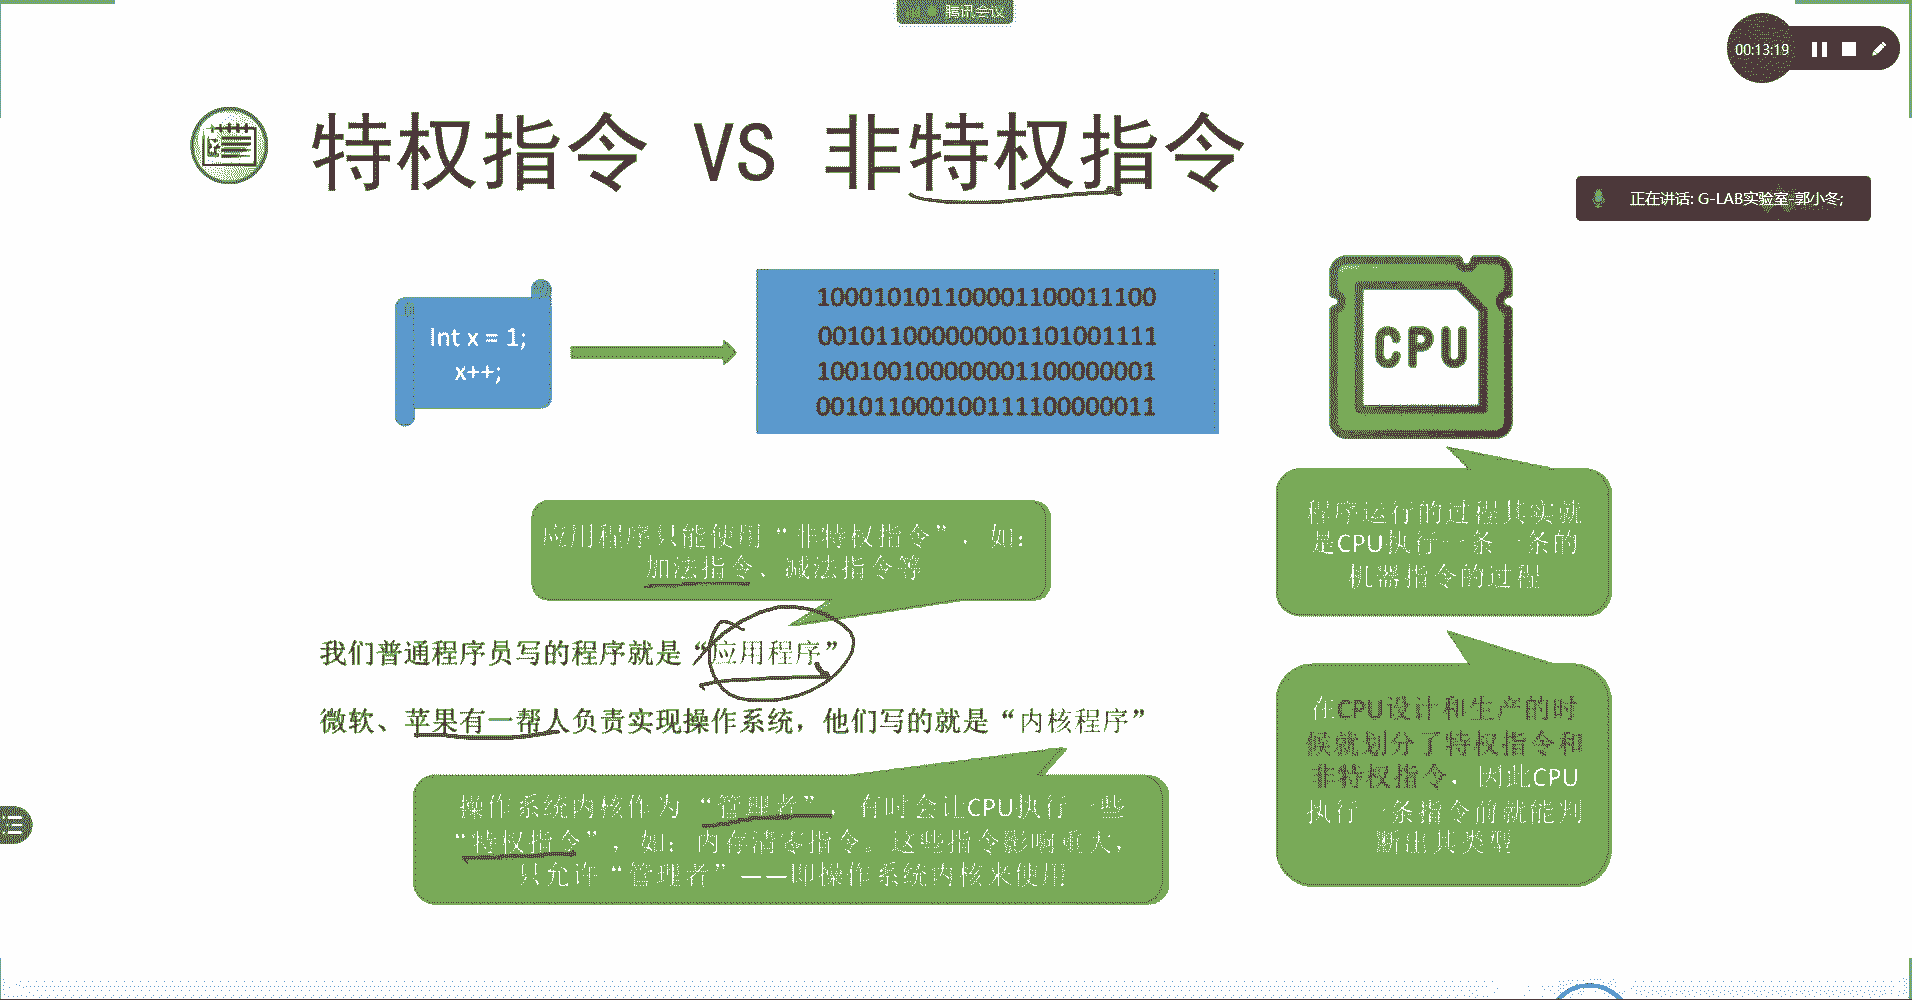 腾讯会议
00:13:19
特权指令 VS 非特权指令
正在讲话: G-LAB实验室-郭小冬;
Int x = 1;
x++;
100010101100001100011100
001011000000001101001111
100100100000001100000001
001011000100111100000011
CPU
应用程序只能使用“非特权指令”，如：
加法指令、减法指令等
程序运行的过程其实就
是CPU执行一条一条的
机器指令的过程
我们普通程序员写的程序就是“应用程序”
微软、苹果有一帮人负责实现操作系统，他们写的就是“内核程序”
在CPU设计和生产的时
候就划分了特权指令和
非特权指令，因此CPU
执行一条指令前就能判
断出其类型
操作系统内核作为“管理者”，有时会让CPU执行一些
“特权指令”，如：内存清零指令。这些指令影响重大，
只允许“管理者”——即操作系统内核来使用